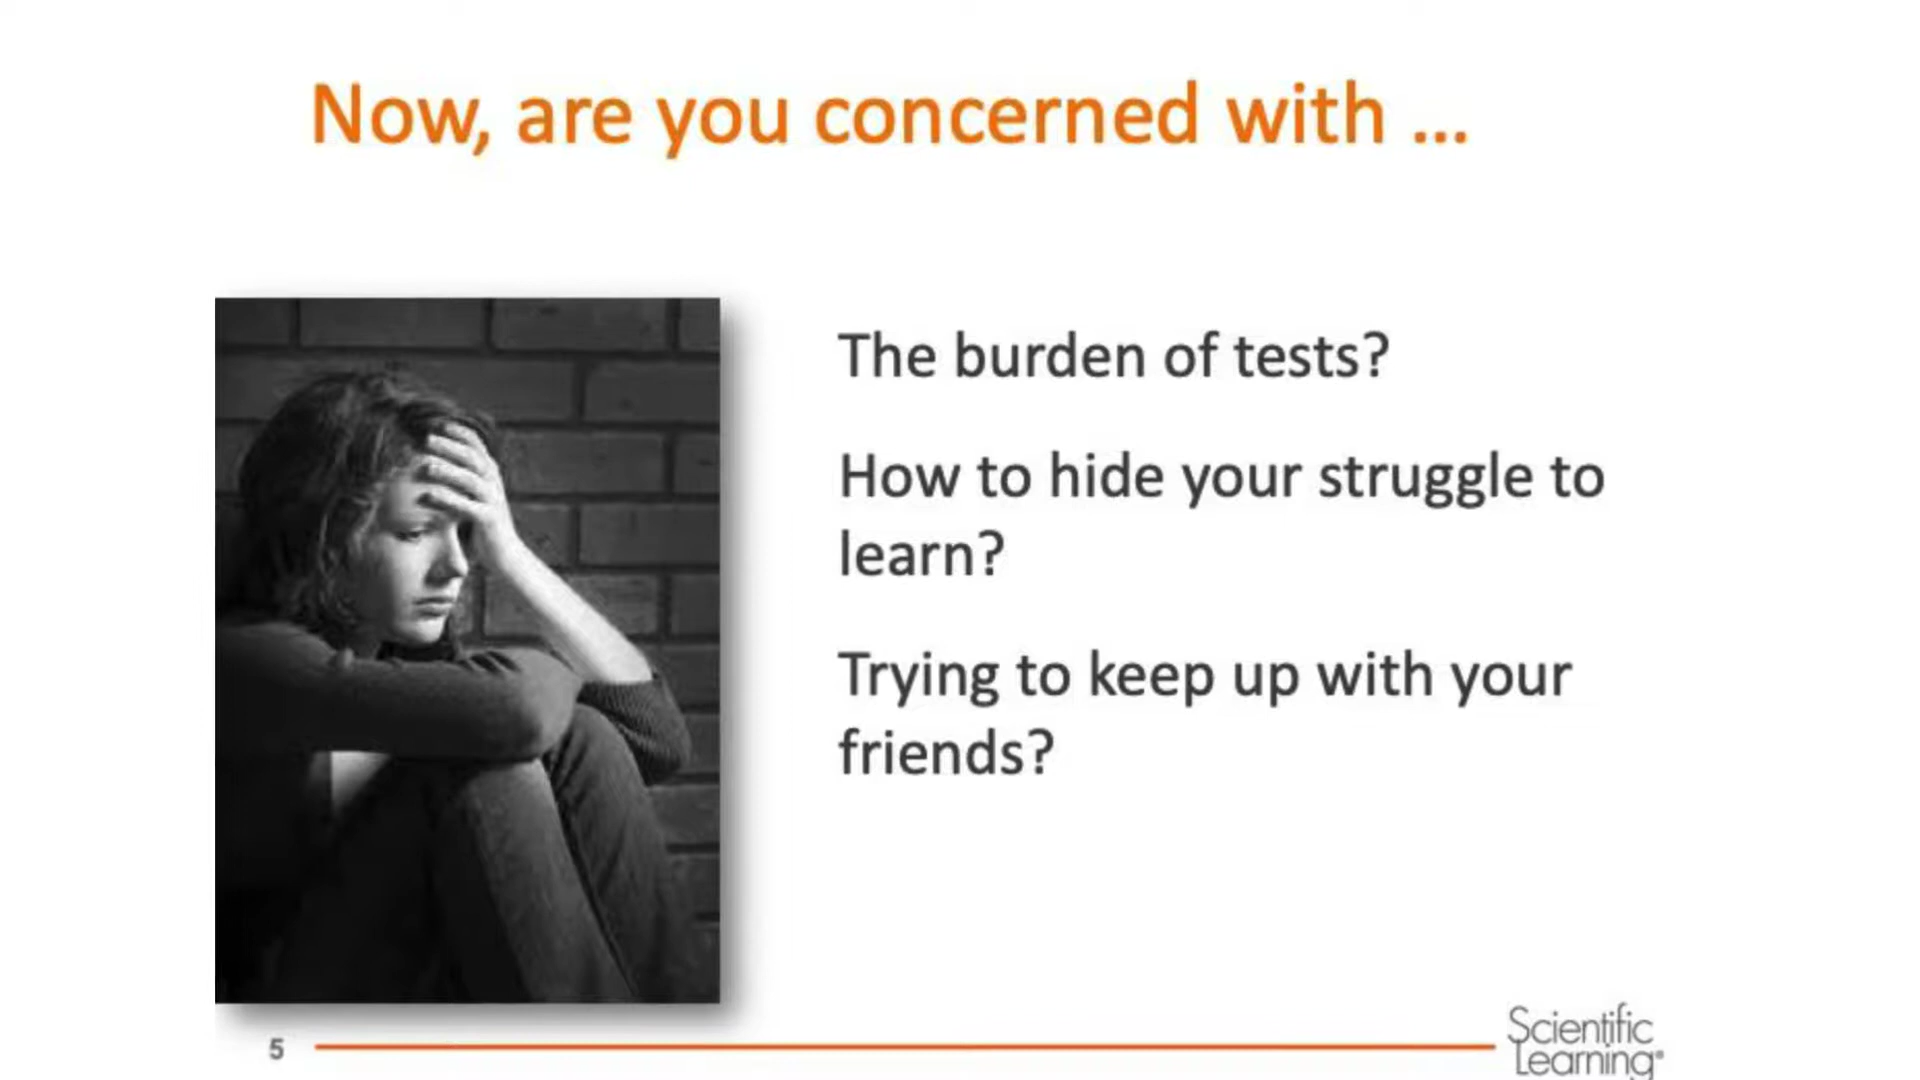 Now, are you concerned with ...
The burden of tests?
How to hide your struggle to
learn?
Trying to keep up with your
friends?
5
Scientific
Learning®